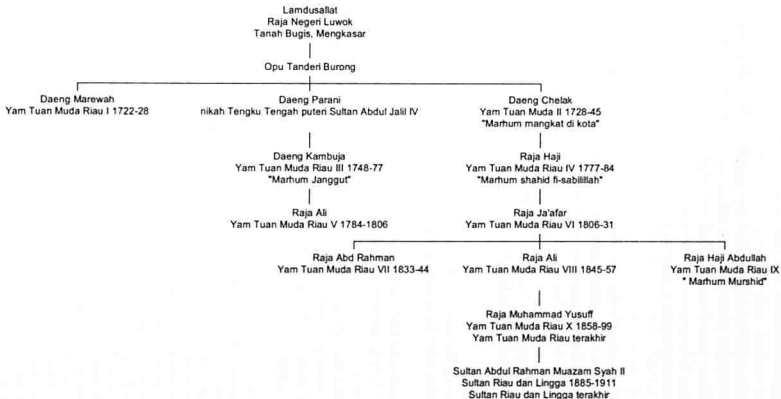 Lamdusallat
Raja Negeri Luwok
Tanah Bugis, Mengkasar
Opu Tanderi Burong
Daeng Marewah
Yam Tuan Muda Riau I 1722-28
Daeng Parani
nikah Tengku Tengah puteri Sultan Abdul Jalil IV
Daeng Chelak
Yam Tuan Muda II 1728-45
"Marhum mangkat di kota"
Daeng Kambuja
Yam Tuan Muda Riau III 1748-77
"Marhum Janggut"
Raja Haji
Yam Tuan Muda Riau IV 1777-84
"Marhum shahid fi-sabilillah"
Raja Ali
Yam Tuan Muda Riau V 1784-1806
Raja Ja'afar
Yam Tuan Muda Riau VI 1806-31
Raja Abd Rahman
Yam Tuan Muda Riau VII 1833-44
Raja Ali
Yam Tuan Muda Riau VIII 1845-57
Raja Haji Abdullah
Yam Tuan Muda Riau IX
" Marhum Murshid"
Raja Muhammad Yusuff
Yam Tuan Muda Riau X 1858-99
Yam Tuan Muda Riau terakhir
Sultan Abdul Rahman Muazam Syah II
Sultan Riau dan Lingga 1885-1911
Sultan Riau dan Lingga terakhir